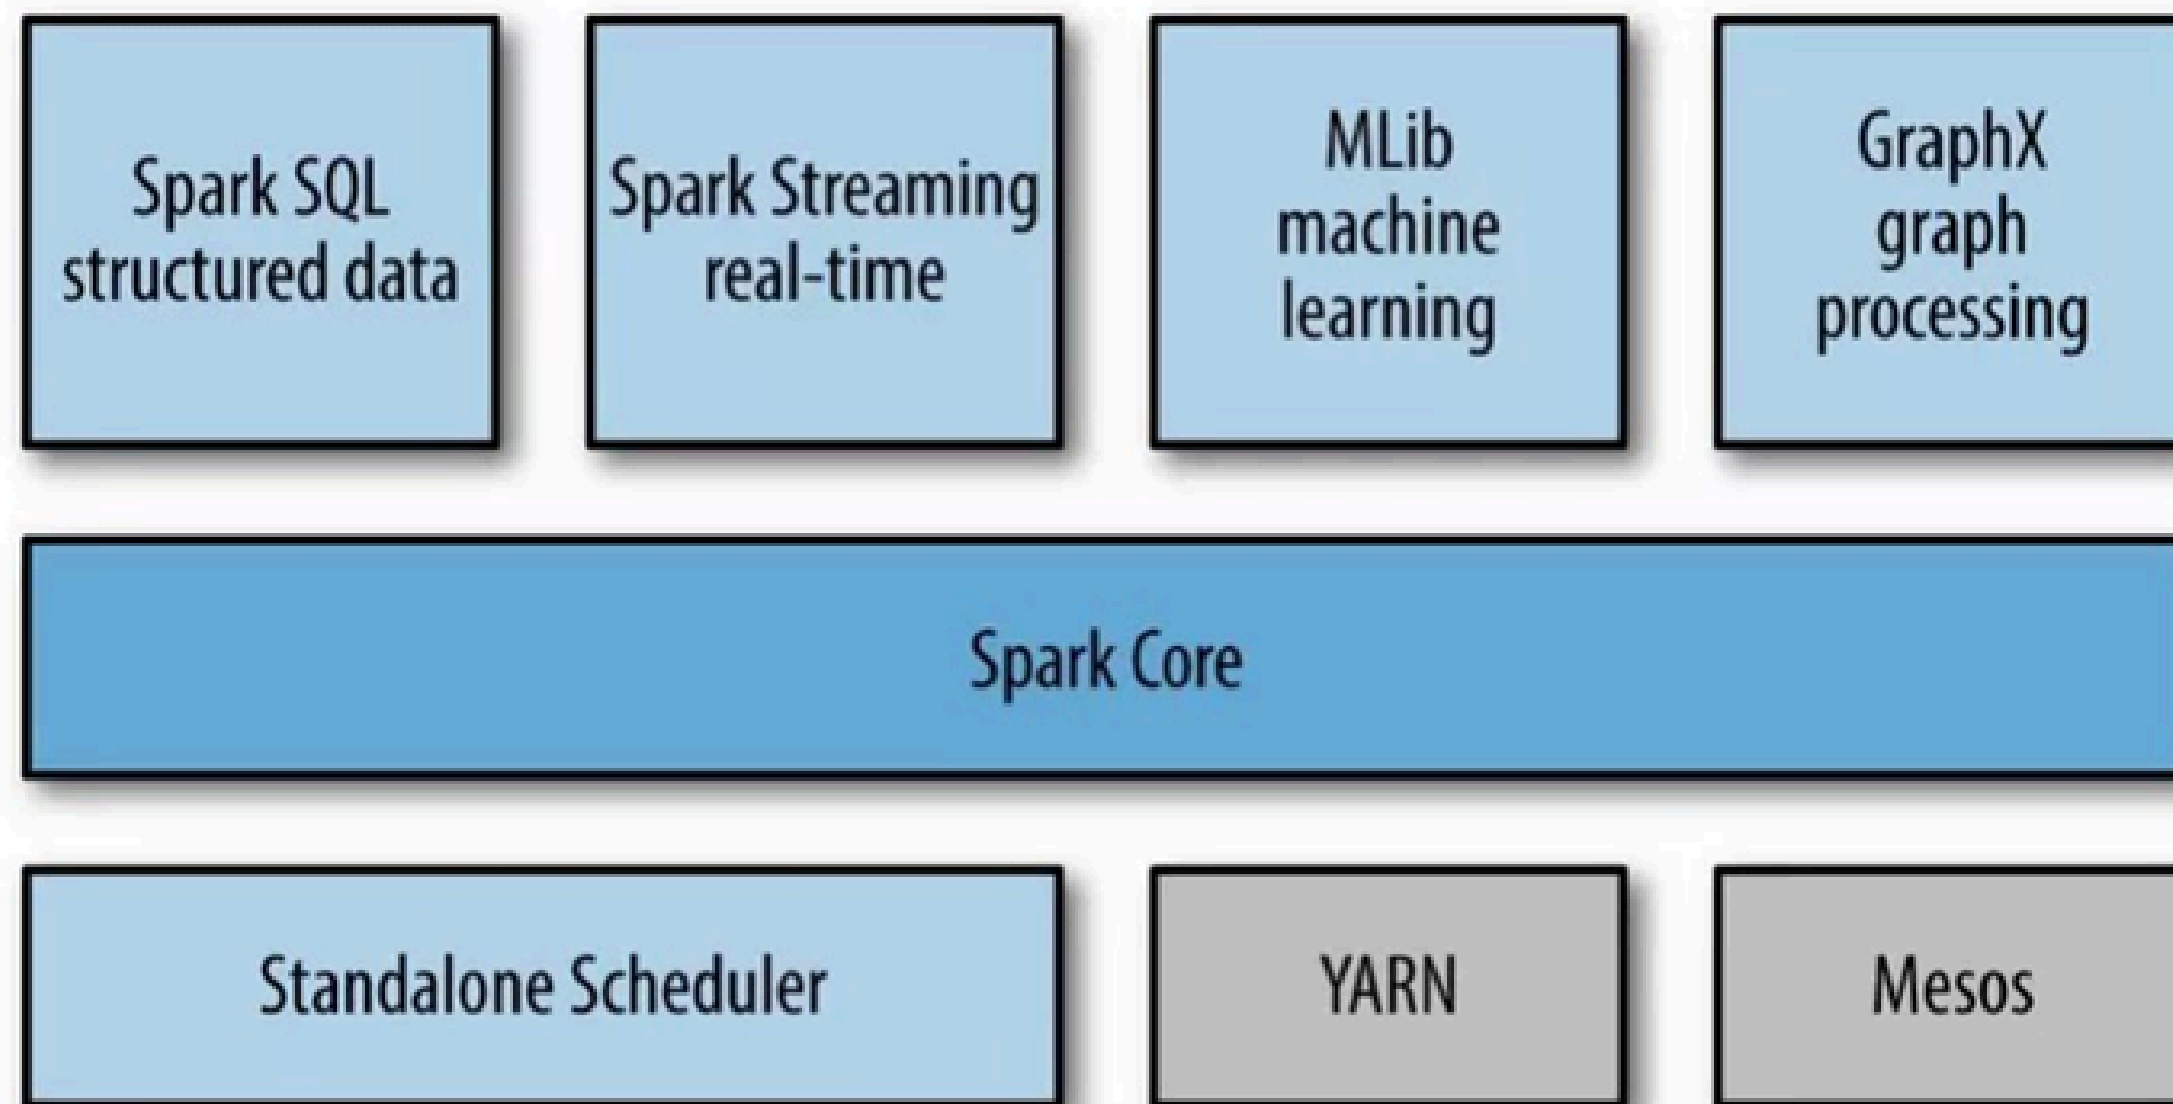 Spark SQL
structured data
Spark Streaming
real-time
MLib
machine
learning
GraphX
graph
processing
Spark Core
Standalone Scheduler
YARN
Mesos